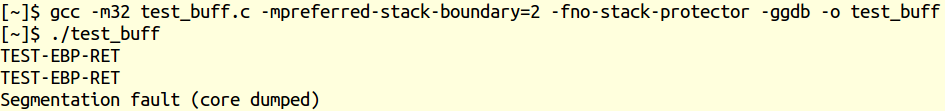 [~]$ gcc -m32 test_buff.c -mpreferred-stack-boundary=2 -fno-stack-protector -ggdb -o test_buff
[~]$ ./test_buff
TEST-EBP-RET
TEST-EBP-RET
Segmentation fault (core dumped)